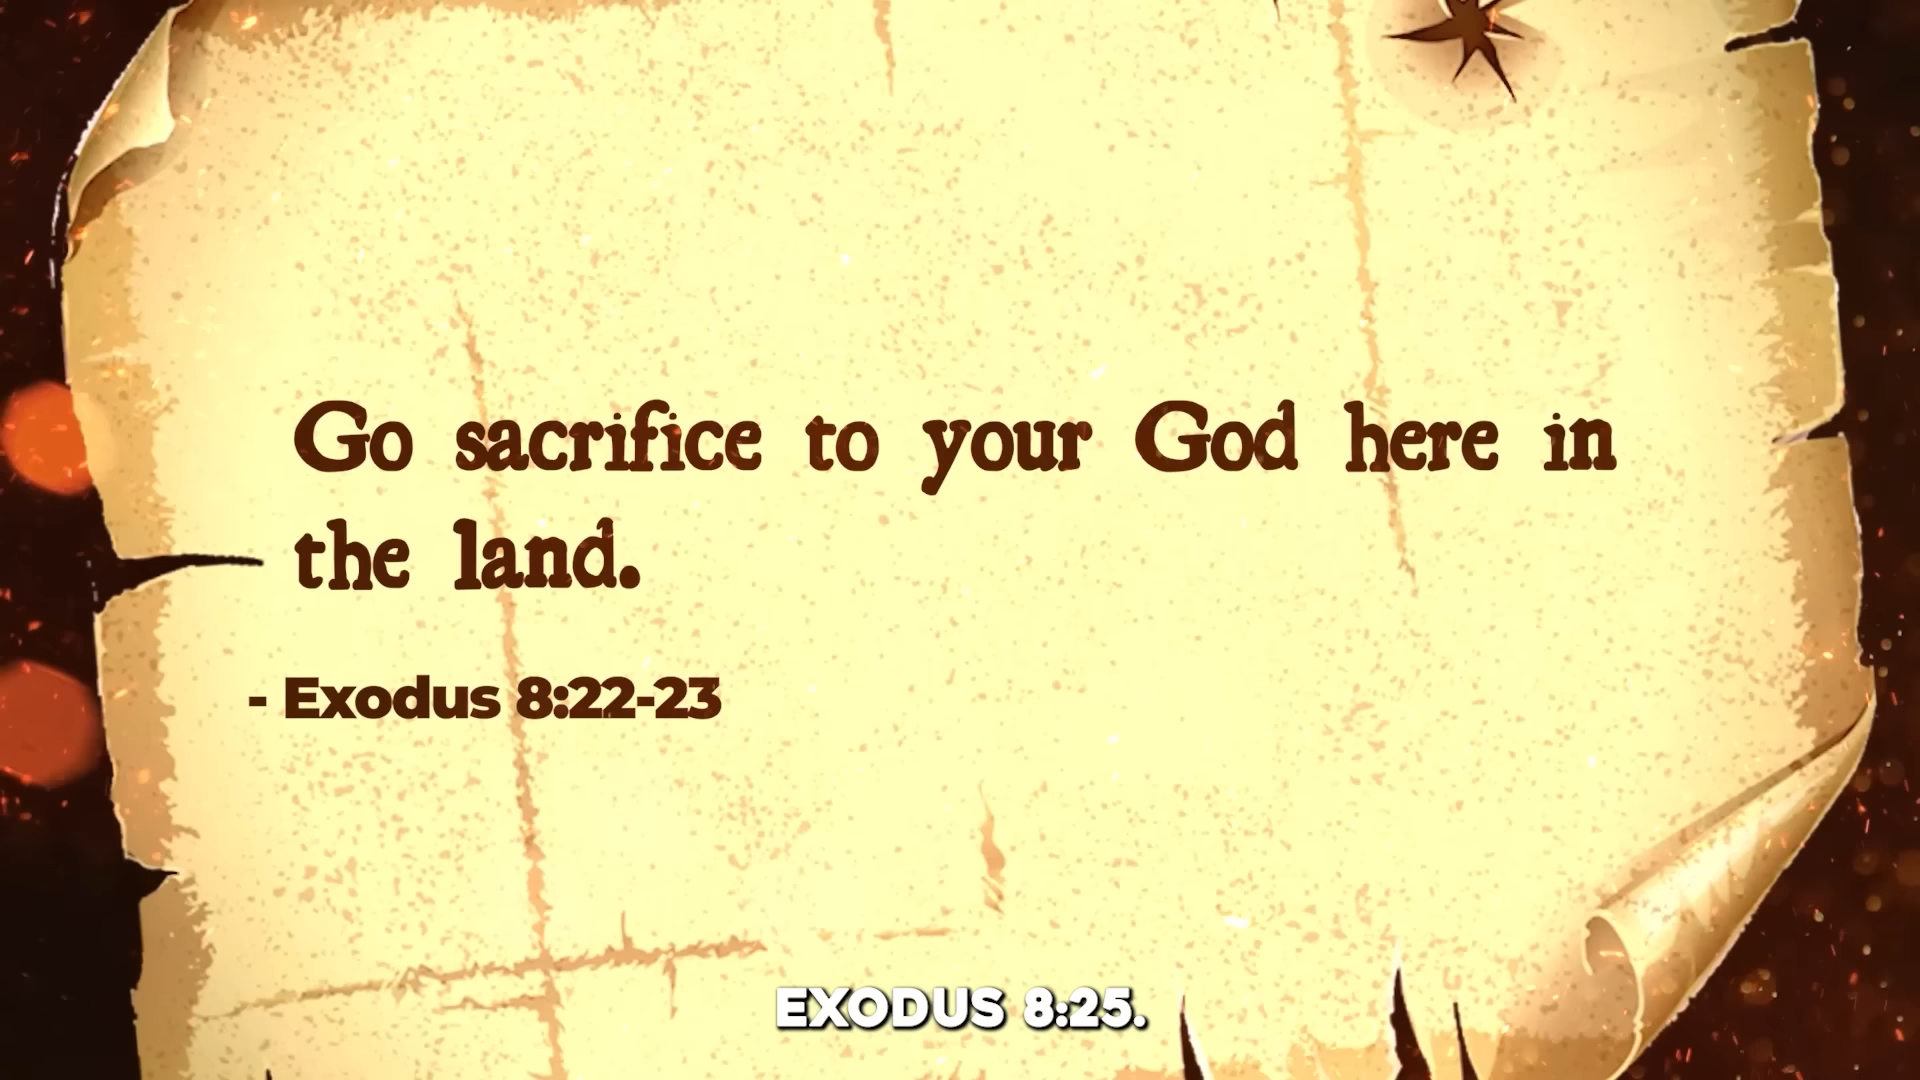 Go sacrifice to your God here in
the land.
- Exodus 8:22-23
EXODUS 8:25.